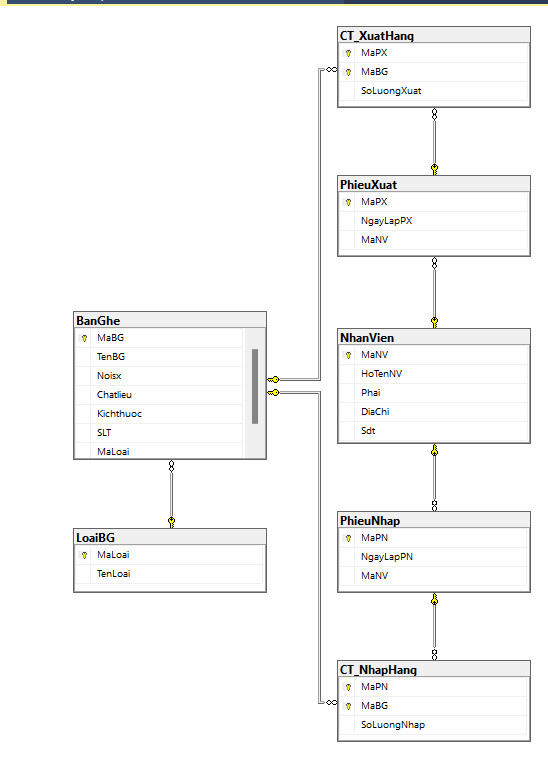 CT_XuatHang
MaPX
MaBG
SoLuongXuat
PhieuXuat
MaPX
NgayLapPX
MaNV
BanGhe
MaBG
TenBG
Noisx
Chatlieu
Kichthuoc
SLT
MaLoai
NhanVien
MaNV
HoTenNV
Phai
DiaChi
Sdt
LoaiBG
MaLoai
TenLoai
PhieuNhap
MaPN
NgayLapPN
MaNV
CT_NhapHang
MaPN
MaBG
SoLuongNhap